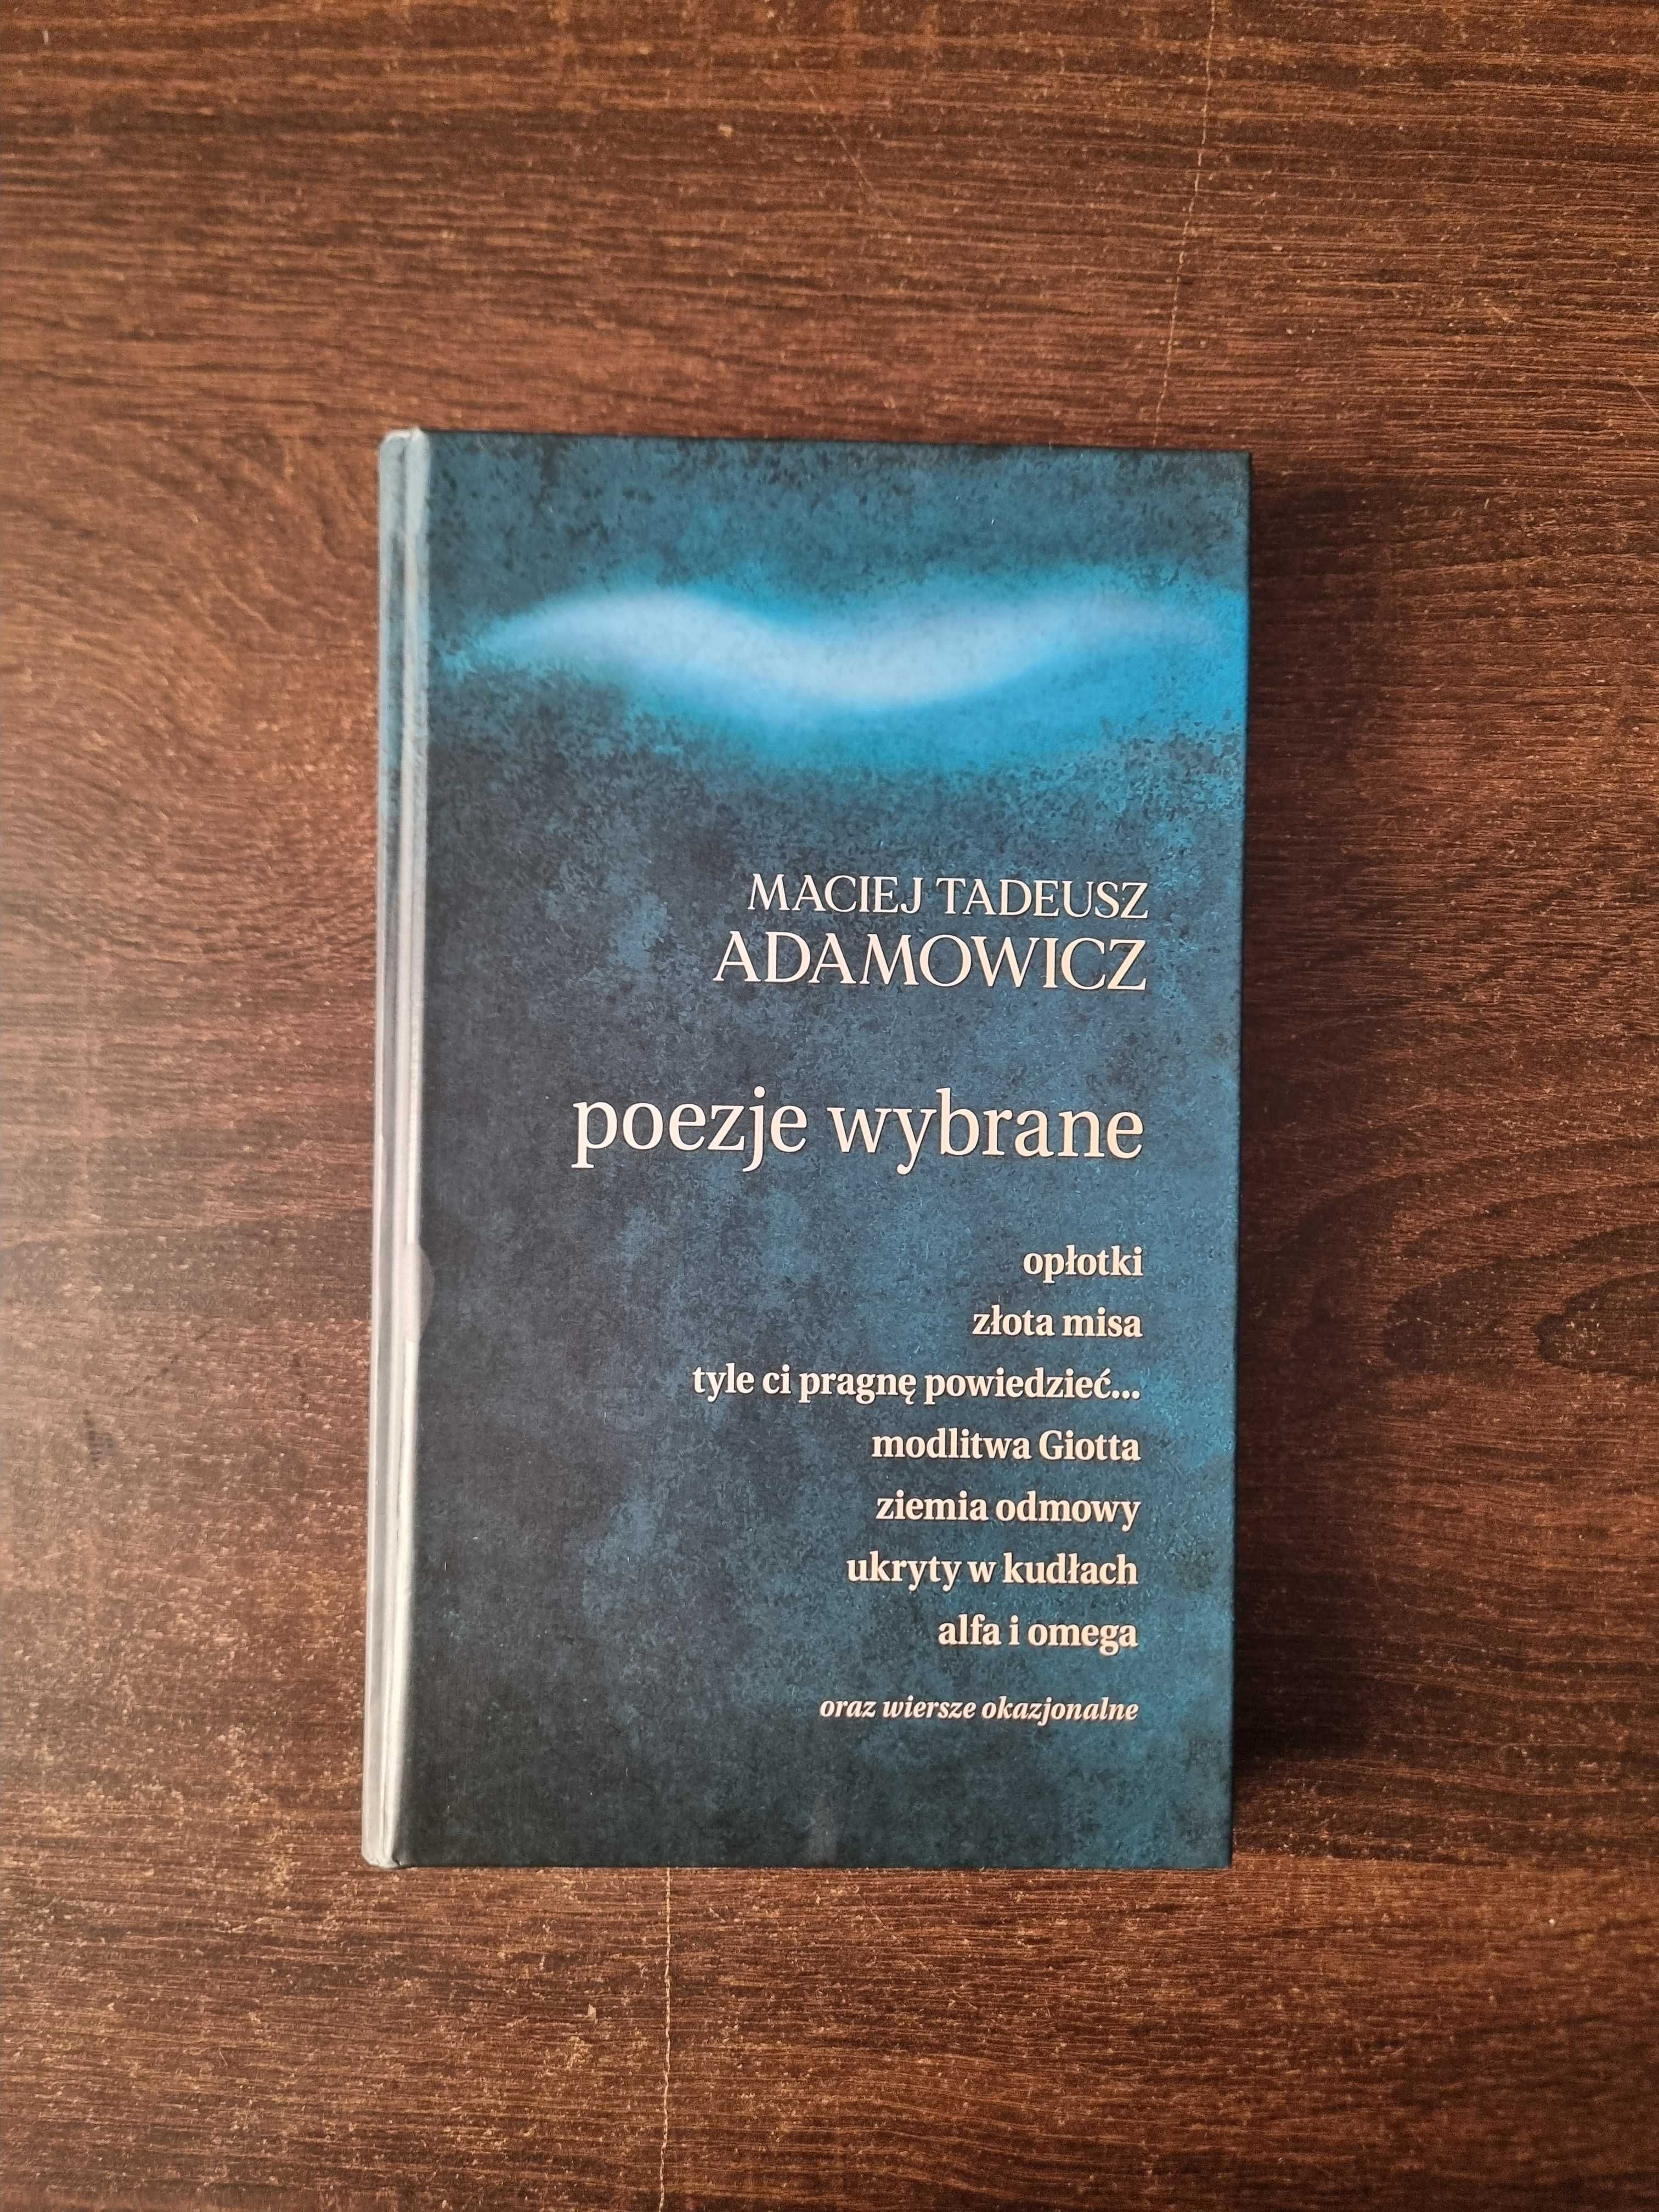 MACIEJ TADEUSZ
ADAMOWICZ
poezje wybrane
opłotki
złota misa
tyle ci pragnę powiedzieć...
modlitwa Giotta
ziemia odmowy
ukryty w kudłach
alfa i omega
oraz wiersze okazjonalne